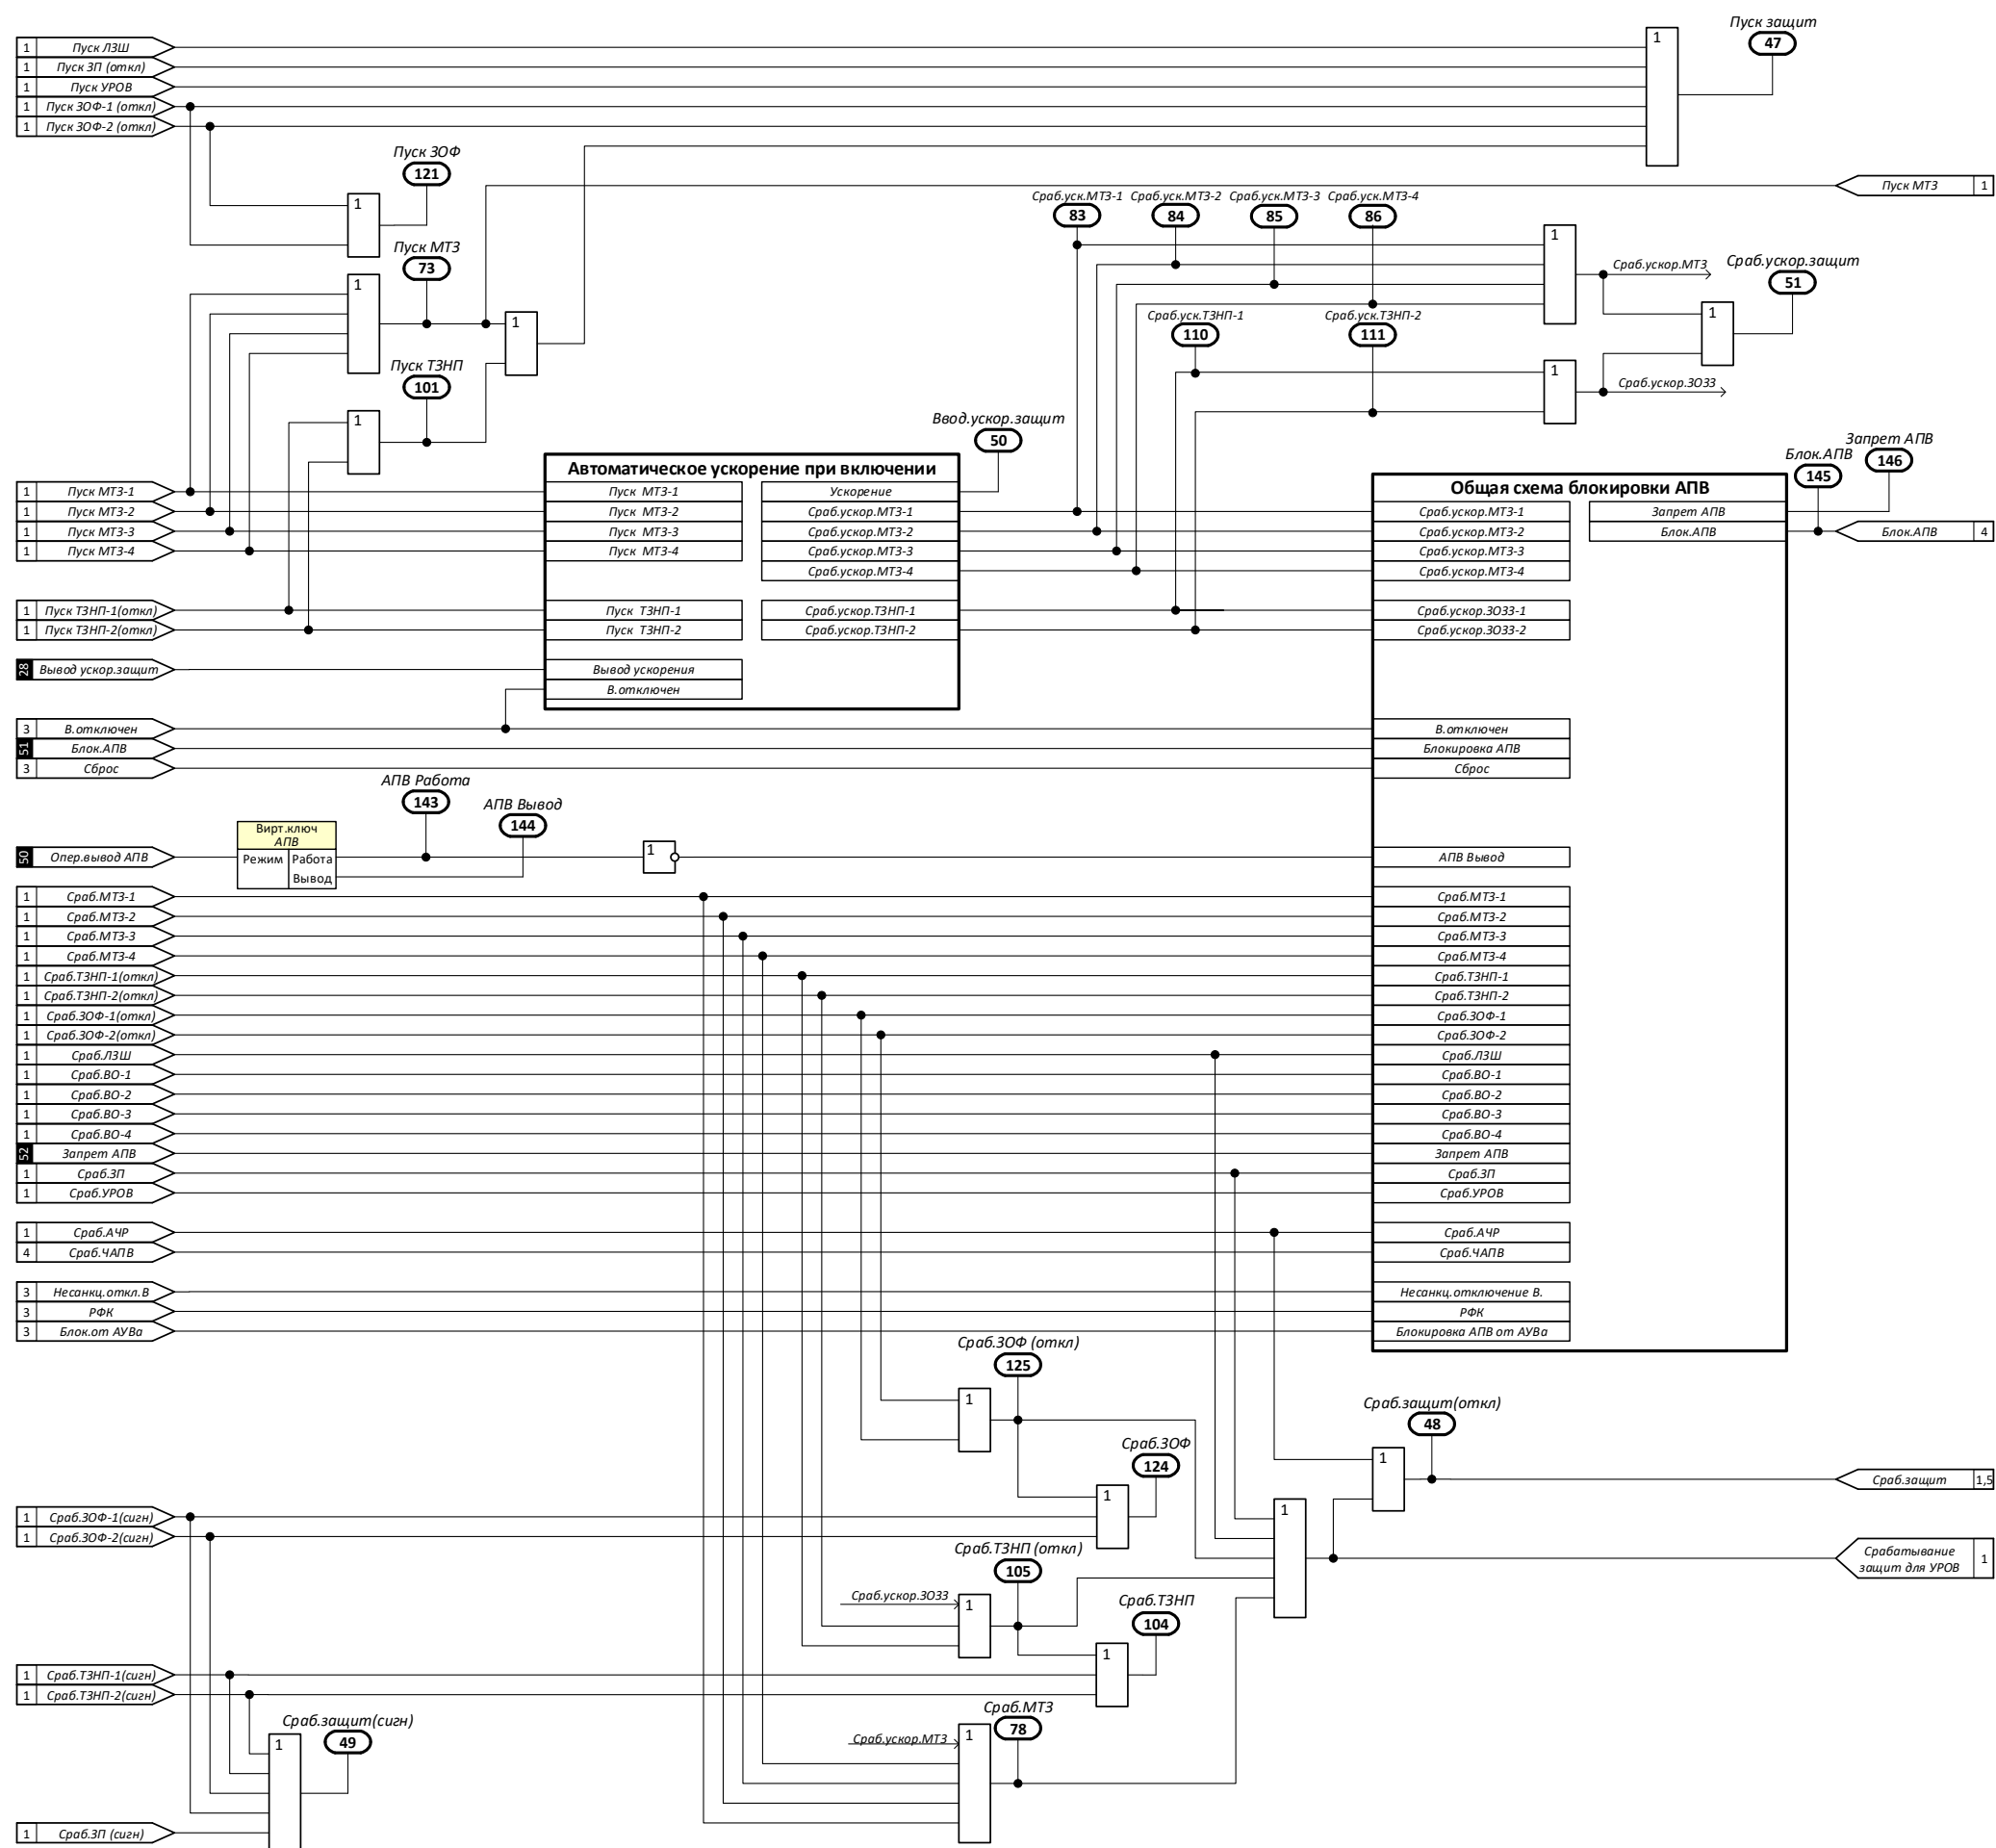 Пуск защит
47
1 Пуск ЛЗШ
1 Пуск ЗП (откл)
1 Пуск УРОВ
1 Пуск ЗОФ-1 (откл)
1 Пуск ЗОФ-2 (откл)
1
Пуск ЗОФ
121
1
Пуск МТЗ 1
Сраб.уск.МТЗ-1 Сраб.уск.МТЗ-2 Сраб.уск.МТЗ-3 Сраб.уск.МТЗ-4
83 84 85 86
1
Пуск МТЗ
73
1
Сраб.ускор.МТЗ
Сраб.ускор.защит
51
1
1
Сраб.уск.ТЗНП-1 Сраб.уск.ТЗНП-2
110 111
Пуск ТЗНП
101
1
1
Сраб.ускор.ЗОЗЗ
Ввод.ускор.защит
50
Запрет АПВ
146
Блок.АПВ
145
Автоматическое ускорение при включении
Общая схема блокировки АПВ
1 Пуск МТЗ-1
Пуск МТЗ-1 Ускорение
1 Пуск МТЗ-2
Пуск МТЗ-2 Сраб.ускор.МТЗ-1
Сраб.ускор.МТЗ-1 Запрет АПВ
1 Пуск МТЗ-3
Пуск МТЗ-3 Сраб.ускор.МТЗ-2
Сраб.ускор.МТЗ-2 Блок.АПВ
Блок.АПВ 4
1 Пуск МТЗ-4
Пуск МТЗ-4 Сраб.ускор.МТЗ-3
Сраб.ускор.МТЗ-3
Сраб.ускор.МТЗ-4
Сраб.ускор.МТЗ-4
1 Пуск ТЗНП-1(откл)
Пуск ТЗНП-1 Сраб.ускор.ТЗНП-1
Сраб.ускор.ЗОЗЗ-1
1 Пуск ТЗНП-2(откл)
Пуск ТЗНП-2 Сраб.ускор.ТЗНП-2
Сраб.ускор.ЗОЗЗ-2
28 Вывод ускор.защит
Вывод ускорения
В.отключен
3 В.отключен
В.отключен
51 Блок.АПВ
Блокировка АПВ
3 Сброс
Сброс
АПВ Работа
143
АПВ Вывод
144
Вирт.ключ
АПВ
50 Опер.вывод АПВ
Режим Работа
Вывод
1
АПВ Вывод
1 Сраб.МТЗ-1
Сраб.МТЗ-1
1 Сраб.МТЗ-2
Сраб.МТЗ-2
1 Сраб.МТЗ-3
Сраб.МТЗ-3
1 Сраб.МТЗ-4
Сраб.МТЗ-4
1 Сраб.ТЗНП-1(откл)
Сраб.ТЗНП-1
1 Сраб.ТЗНП-2(откл)
Сраб.ТЗНП-2
1 Сраб.ЗОФ-1(откл)
Сраб.ЗОФ-1
1 Сраб.ЗОФ-2(откл)
Сраб.ЗОФ-2
1 Сраб.ЛЗШ
Сраб.ЛЗШ
1 Сраб.ВО-1
Сраб.ВО-1
1 Сраб.ВО-2
Сраб.ВО-2
1 Сраб.ВО-3
Сраб.ВО-3
1 Сраб.ВО-4
Сраб.ВО-4
52 Запрет АПВ
Запрет АПВ
1 Сраб.ЗП
Сраб.ЗП
1 Сраб.УРОВ
Сраб.УРОВ
1 Сраб.АЧР
Сраб.АЧР
4 Сраб.ЧАПВ
Сраб.ЧАПВ
3 Несанкц.откл.В
Несанкц.отключение В.
3 РФК
РФК
3 Блок.от АУВа
Блокировка АПВ от АУВа
Сраб.ЗОФ (откл)
125
1
Сраб.защит(откл)
48
1
Сраб.ЗОФ
124
1
Сраб.защит 1,5
1 Сраб.ЗОФ-1(сигн)
1 Сраб.ЗОФ-2(сигн)
1
Сраб.ТЗНП (откл)
105
Срабатывание
защит для УРОВ 1
Сраб.ускор.ЗОЗЗ
1
Сраб.ТЗНП
104
1
1 Сраб.ТЗНП-1(сигн)
1 Сраб.ТЗНП-2(сигн)
Сраб.защит(сигн)
49
1
Сраб.МТЗ
78
Сраб.ускор.МТЗ
1
1 Сраб.ЗП (сигн)